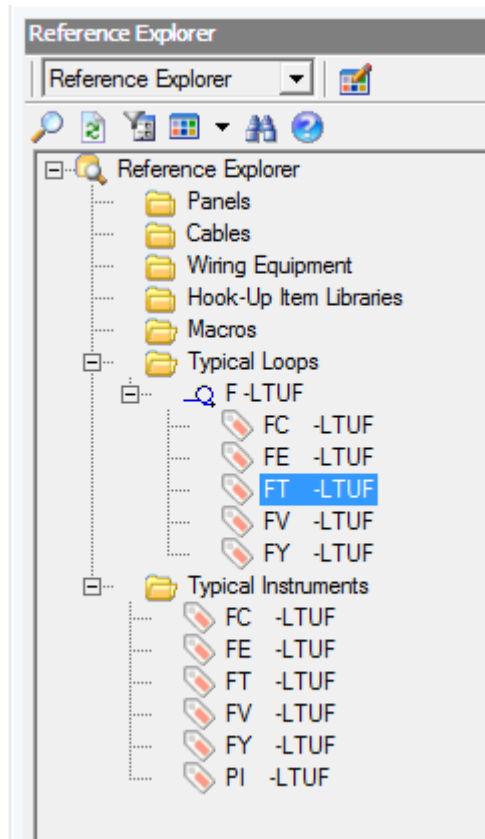 Reference Explorer
Reference Explorer
Reference Explorer
Panels
Cables
Wiring Equipment
Hook-Up Item Libraries
Macros
Typical Loops
F -LTUF
FC -LTUF
FE -LTUF
FT -LTUF
FV -LTUF
FY -LTUF
Typical Instruments
FC -LTUF
FE -LTUF
FT -LTUF
FV -LTUF
FY -LTUF
PI -LTUF